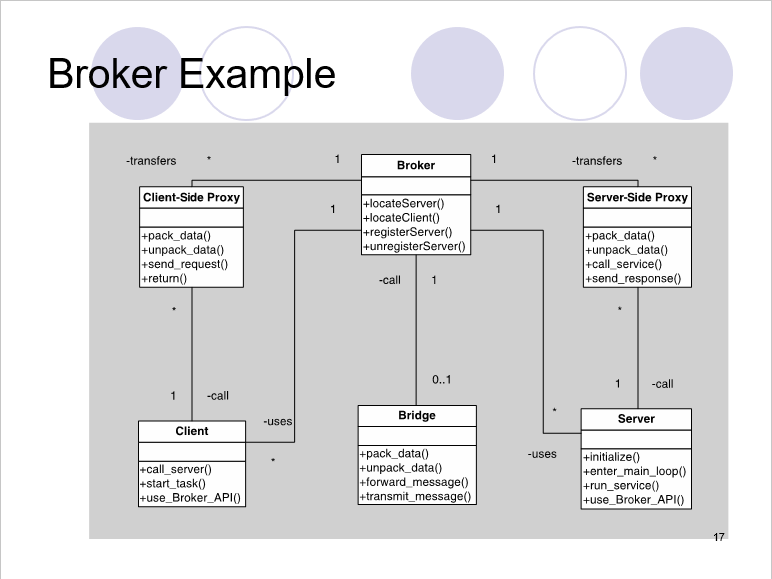 Broker Example
-transfers
*
1
Broker
1
-transfers
*
Client-Side Proxy
+pack_data()
+unpack_data()
+send_request()
+return()
1
+locateServer()
+locateClient()
+registerServer()
+unregisterServer()
1
Server-Side Proxy
+pack_data()
+unpack_data()
+call_service()
+send_response()
-call
1
*
*
0..1
1
-call
1
-call
-uses
*
Client
+call_server()
+start_task()
+use_Broker_API()
*
Bridge
+pack_data()
+unpack_data()
+forward_message()
+transmit_message()
-uses
Server
+initialize()
+enter_main_loop()
+run_service()
+use_Broker_API()
17